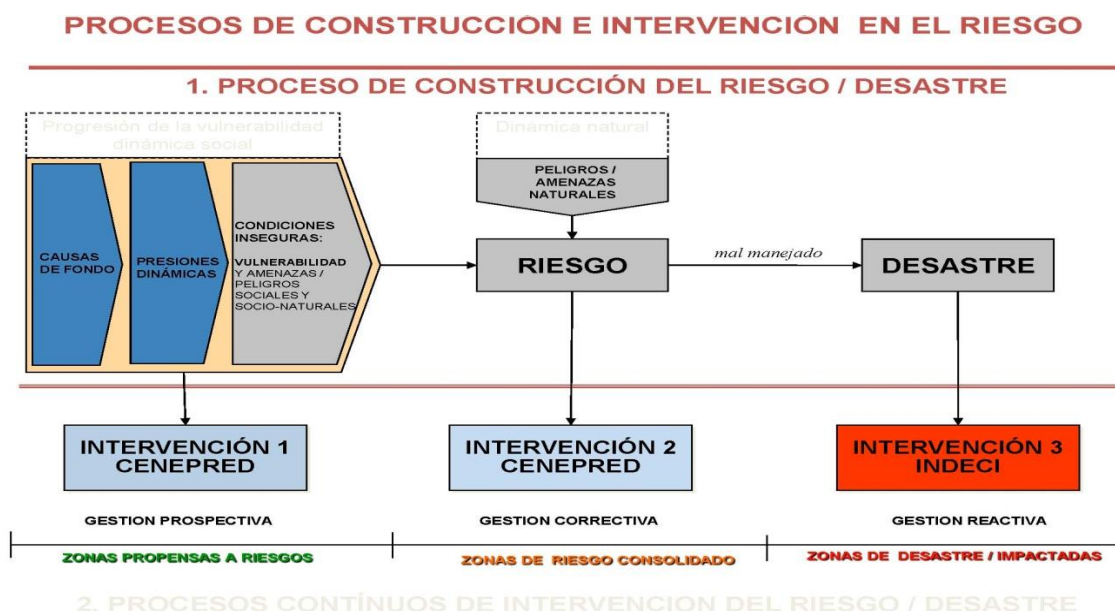 PROCESOS DE CONSTRUCCIÓN E INTERVENCIÓN EN EL RIESGO
1. PROCESO DE CONSTRUCCIÓN DEL RIESGO / DESASTRE
Progresión de la vulnerabilidad
dinámica social
Dinámica natural
PELIGROS /
AMENAZAS
NATURALES
CAUSAS
DE FONDO
PRESIONES
DINÁMICAS
CONDICIONES
INSEGURAS:
VULNERABILIDAD
Y AMENAZAS /
PELIGROS
SOCIALES Y
SOCIO-NATURALES
RIESGO
mal manejado
DESASTRE
INTERVENCIÓN 1
CENEPRED
INTERVENCIÓN 2
CENEPRED
INTERVENCIÓN 3
INDECI
GESTION PROSPECTIVA
GESTION CORRECTIVA
GESTION REACTIVA
ZONAS PROPENSAS A RIESGOS
ZONAS DE RIESGO CONSOLIDADO
ZONAS DE DESASTRE / IMPACTADAS
2. PROCESOS CONTÍNUOS DE INTERVENCION DEL RIESGO / DESASTRE